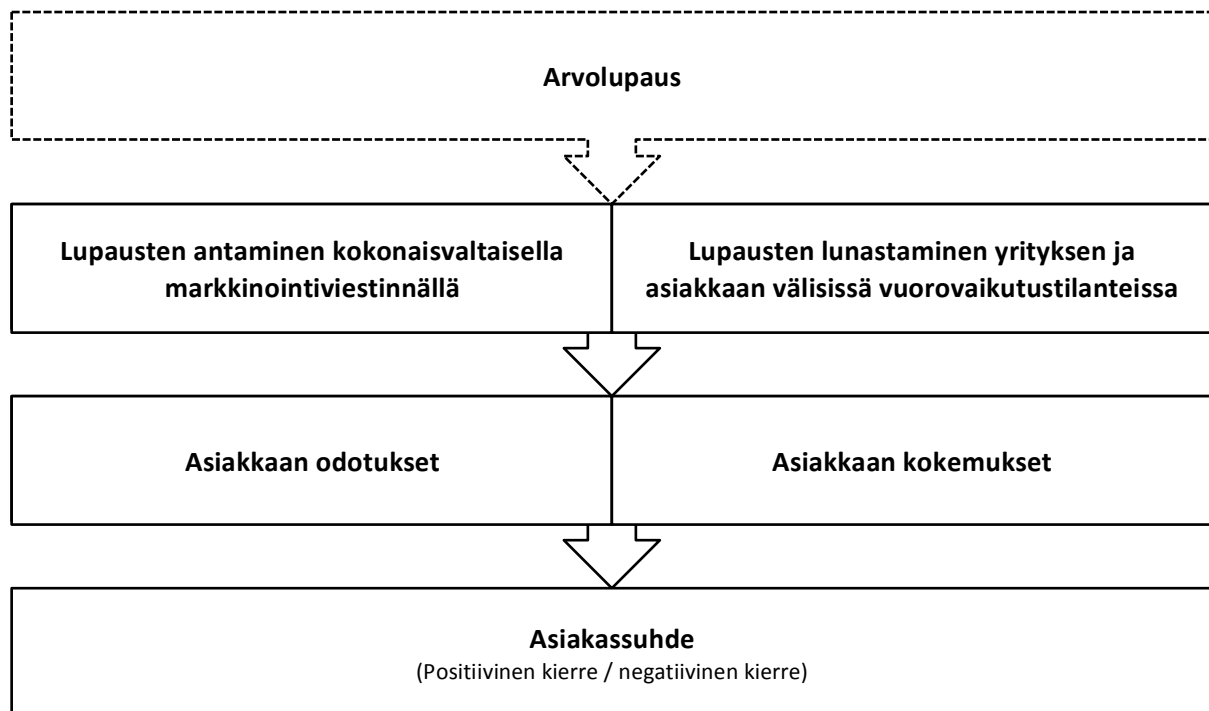 Arvolupaus
Lupausten antaminen kokonaisvaltaisella
markkinointiviestinnällä
Lupausten lunastaminen yrityksen ja
asiakkaan välisissä vuorovaikutustilanteissa
Asiakkaan odotukset
Asiakkaan kokemukset
Asiakassuhde
(Positiivinen kierre / negatiivinen kierre)